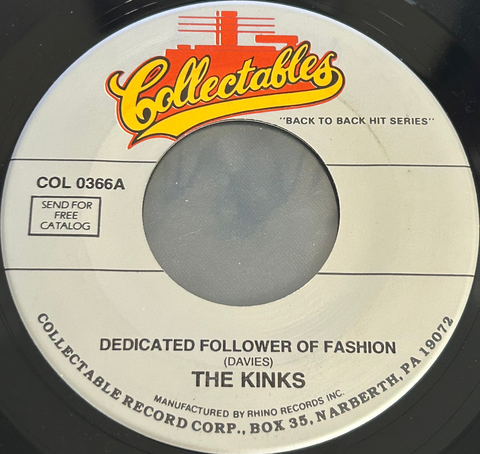 Collectables
"BACK TO BACK HIT SERIES"
COL 0366A
SEND FOR
FREE
CATALOG
DEDICATED FOLLOWER OF FASHION
(DAVIES)
THE KINKS
MANUFACTURED BY RHINO RECORDS INC.
COLLECTABLE RECORD CORP., BOX 35, NARBERTH, PA 19072